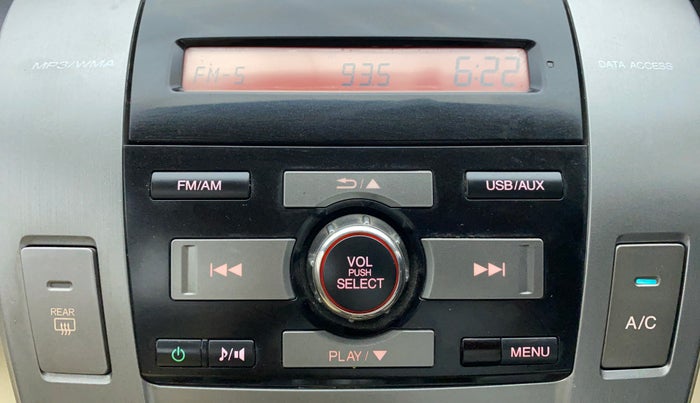 MP3/WMA
FM-S 93.5 6:22
DATA ACCESS
FM/AM
USB/AUX
VOL
PUSH
SELECT
REAR
A/C
PLAY/▼
MENU